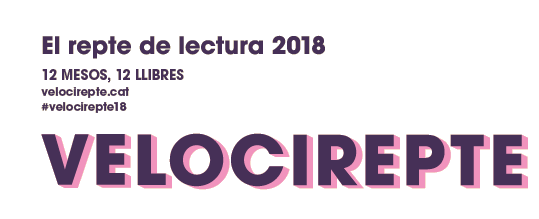 El repte de lectura 2018
12 MESOS, 12 LLIBRES
velocirepte.cat
#velocirepte18
VELOCIREPTE